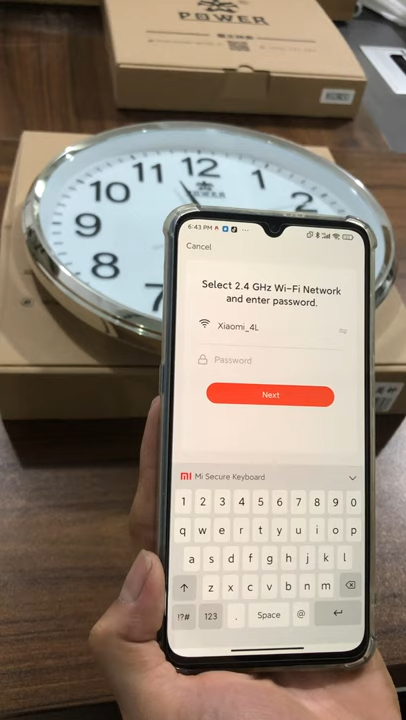 POWER
12
11
1
10
2
9
8
7
POWER
6:43 PM
Cancel
Select 2.4 GHz Wi-Fi Network
and enter password.
Xiaomi_4L
Password
Next
mi Mi Secure Keyboard
1 2 3 4 5 6 7 8 9 0
q w e r t y u i o p
a s d f g h j k l
z x c v b n m
!?# 123 . Space @